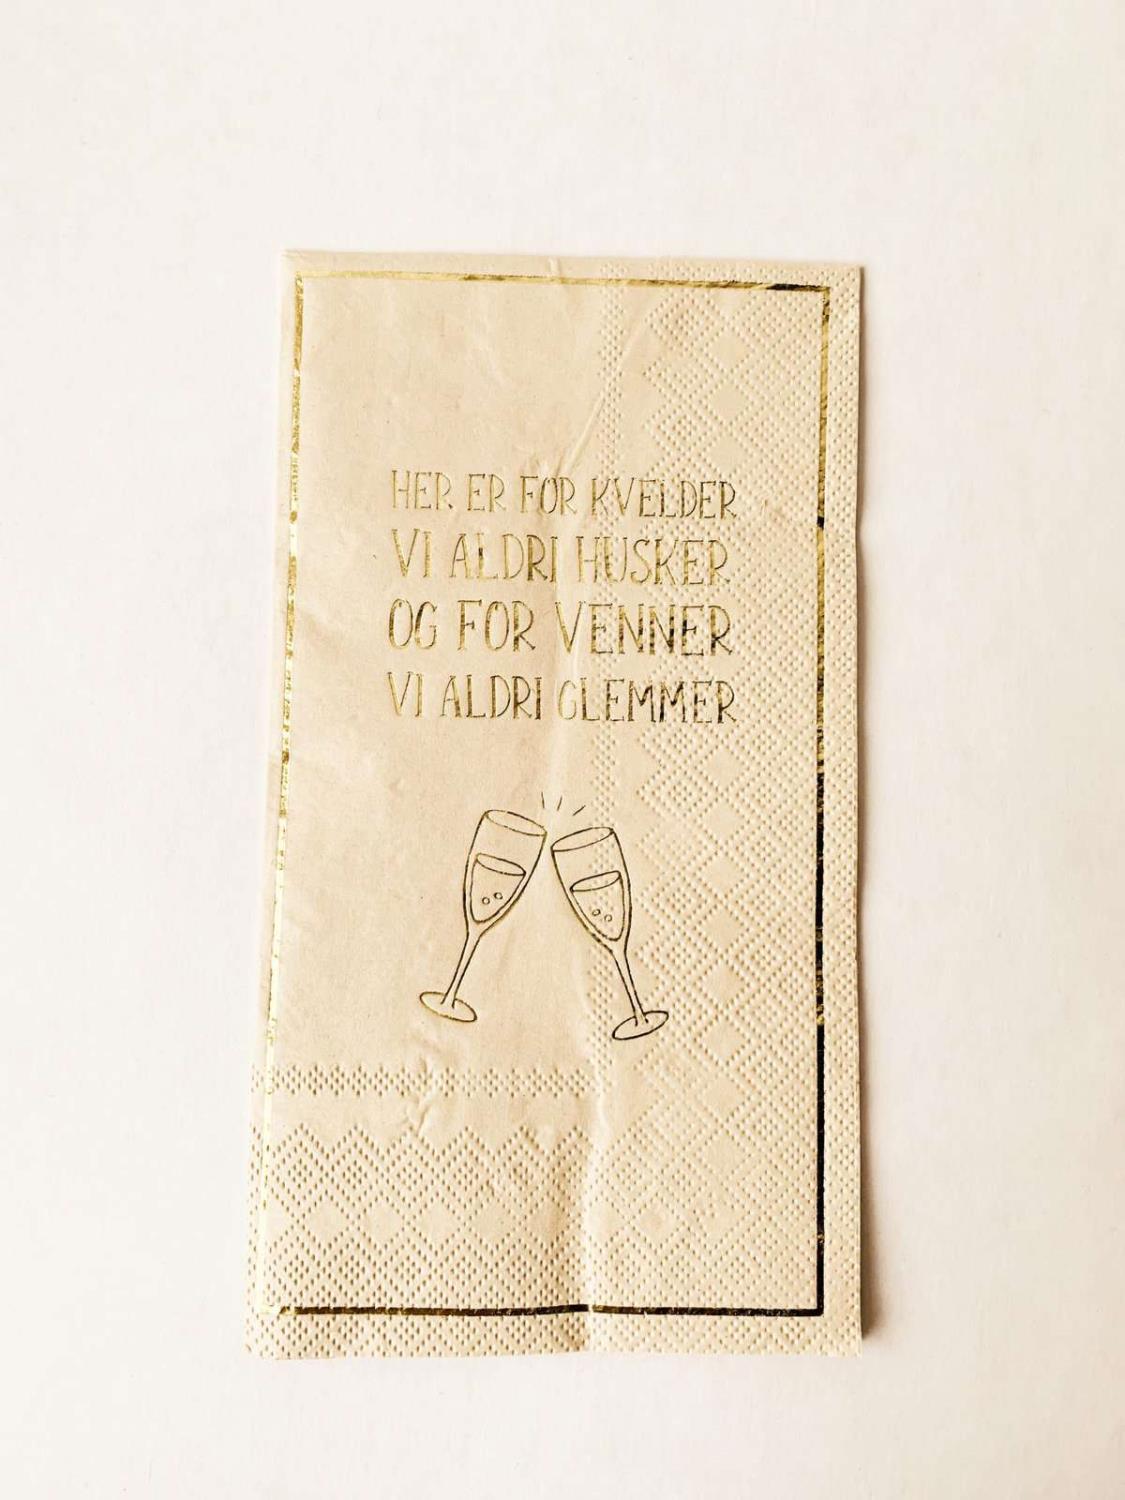 HER ER FOR KVELDER
VI ALDRI HUSKER
OG FOR VENNER
VI ALDRI GLEMMER